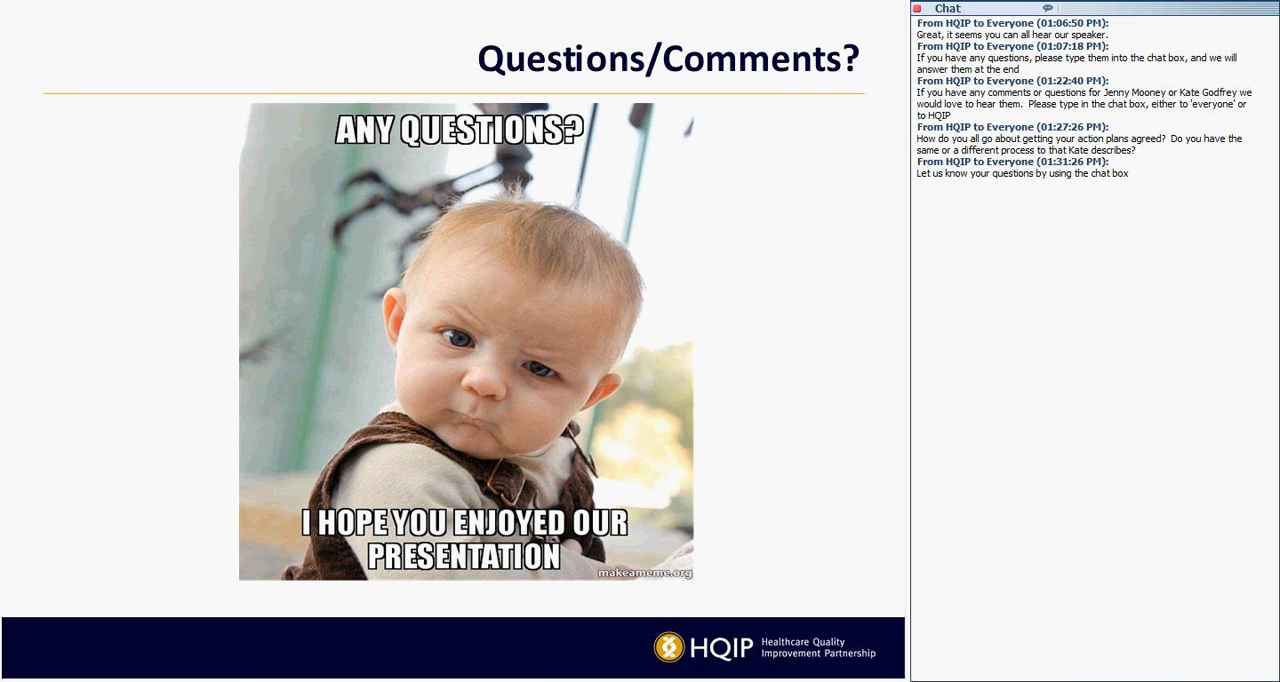 Questions/Comments?
ANY QUESTIONS?
I HOPE YOU ENJOYED OUR
PRESENTATION
makeameme.org
HQIP
Healthcare Quality
Improvement Partnership
Chat
From HQIP to Everyone (01:06:50 PM):
Great, it seems you can all hear our speaker.
From HQIP to Everyone (01:07:18 PM):
If you have any questions, please type them into the chat box, and we will
answer them at the end
From HQIP to Everyone (01:22:40 PM):
If you have any comments or questions for Jenny Mooney or Kate Godfrey we
would love to hear them.  Please type in the chat box, either to 'everyone' or
to HQIP
From HQIP to Everyone (01:27:26 PM):
How do you all go about getting your action plans agreed?  Do you have the
same or a different process to that Kate describes?
From HQIP to Everyone (01:31:26 PM):
Let us know your questions by using the chat box